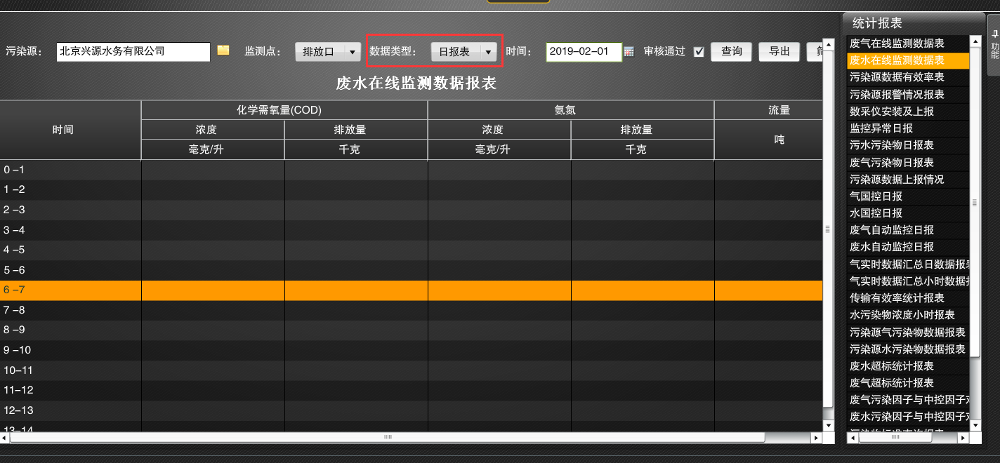 污染源： 北京兴源水务有限公司 监测点： 排放口 数据类型： 日报表 时间： 2019-02-01 审核通过 查询 导出
废水在线监测数据报表
时间 化学需氧量(COD) 氨氮 流量
浓度 排放量 浓度 排放量 吨
毫克/升 千克 毫克/升 千克
0 -1
1 -2
2 -3
3 -4
4 -5
5 -6
6 -7
7 -8
8 -9
9 -10
10-11
11-12
12-13
13-14
统计报表
废气在线监测数据表
废水在线监测数据表
污染源数据有效率表
污染源报警情况报表
数采仪安装及上报
监控异常日报
污水污染物日报表
废气污染物日报表
污染源数据上报情况
气国控日报
水国控日报
废气自动监控日报
废水自动监控日报
气实时数据汇总日数据报表
气实时数据汇总小时数据
传输有效率统计报表
水污染物浓度小时报表
污染源气污染物数据报表
污染源水污染物数据报表
废水超标统计报表
废气超标统计报表
废气污染因子与中控因子
废水污染因子与中控因子
功能